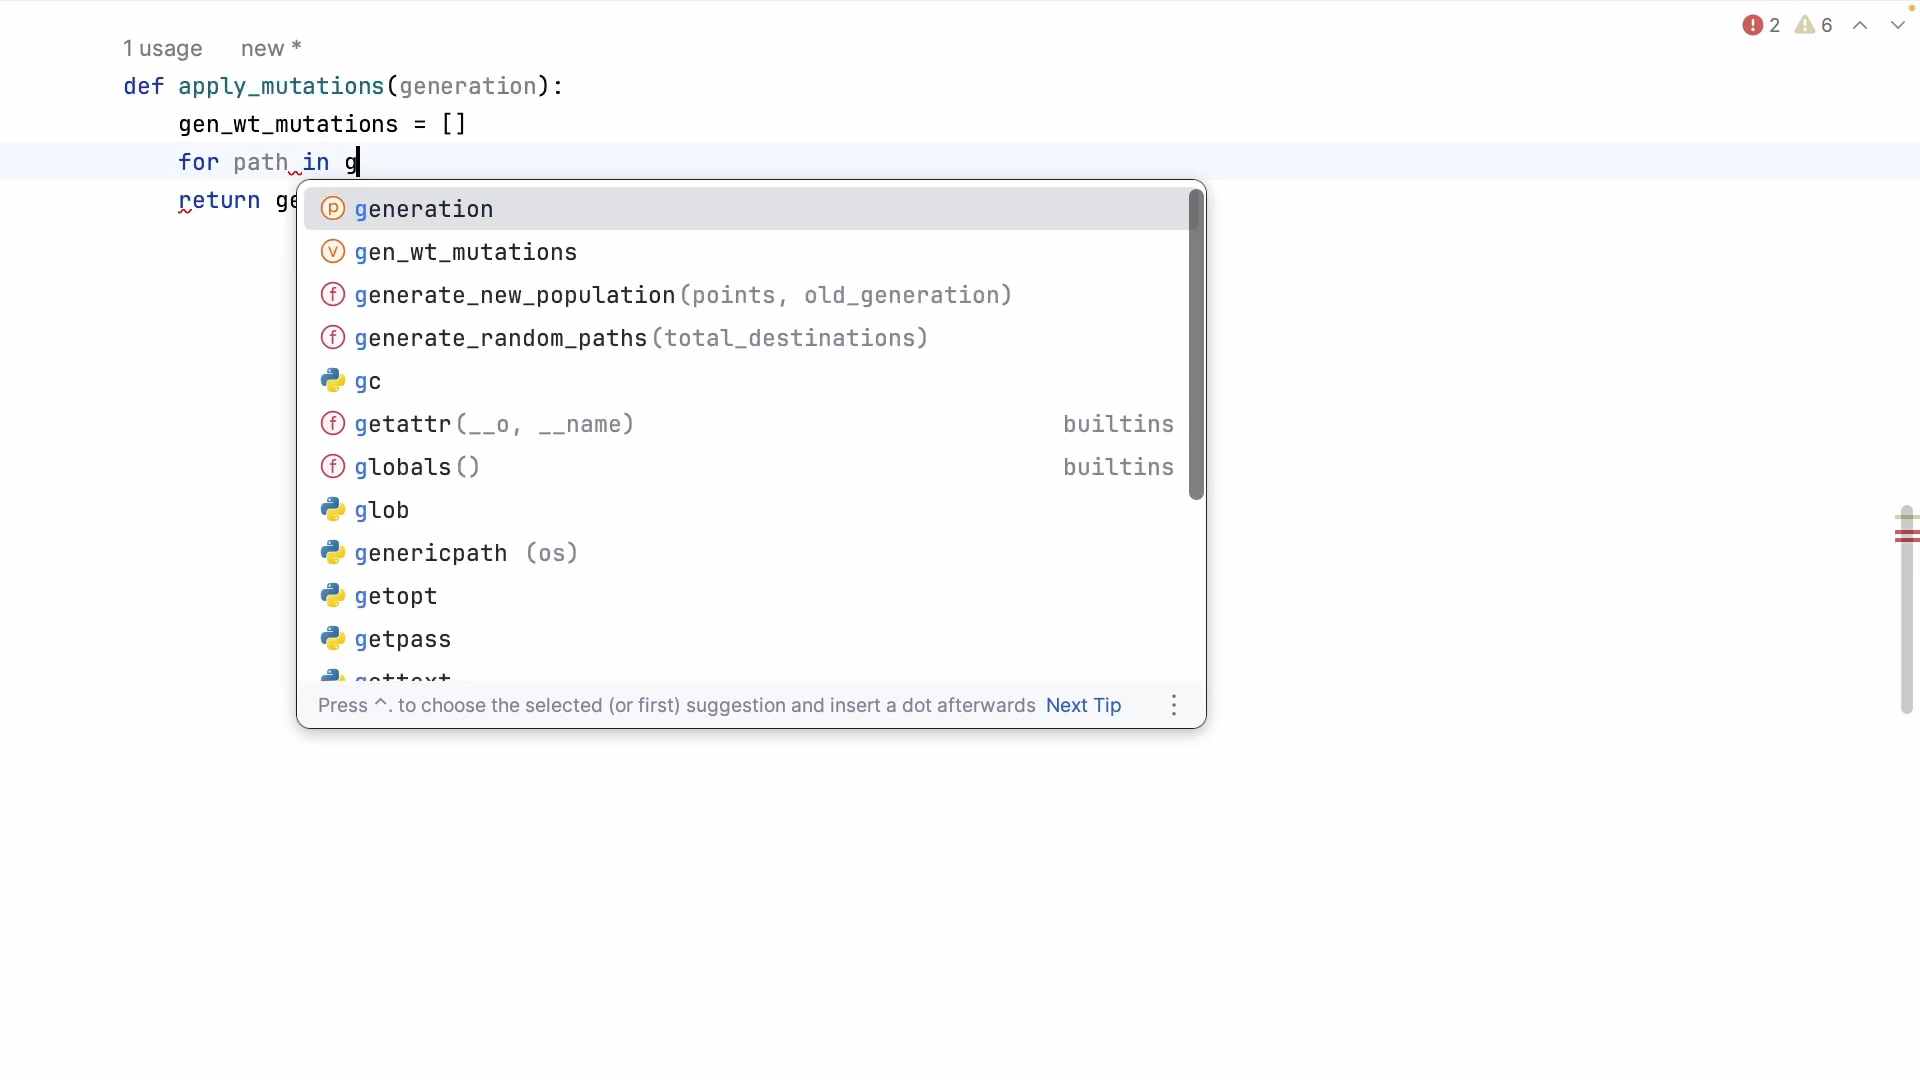 2 6
1 usage new *
def apply_mutations(generation):
gen_wt_mutations = []
for path in g
return ge
p generation
v gen_wt_mutations
f generate_new_population(points, old_generation)
f generate_random_paths(total_destinations)
gc
f getattr(__o, __name) builtins
f globals() builtins
glob
genericpath (os)
getopt
getpass
gettext
Press ^. to choose the selected (or first) suggestion and insert a dot afterwards Next Tip